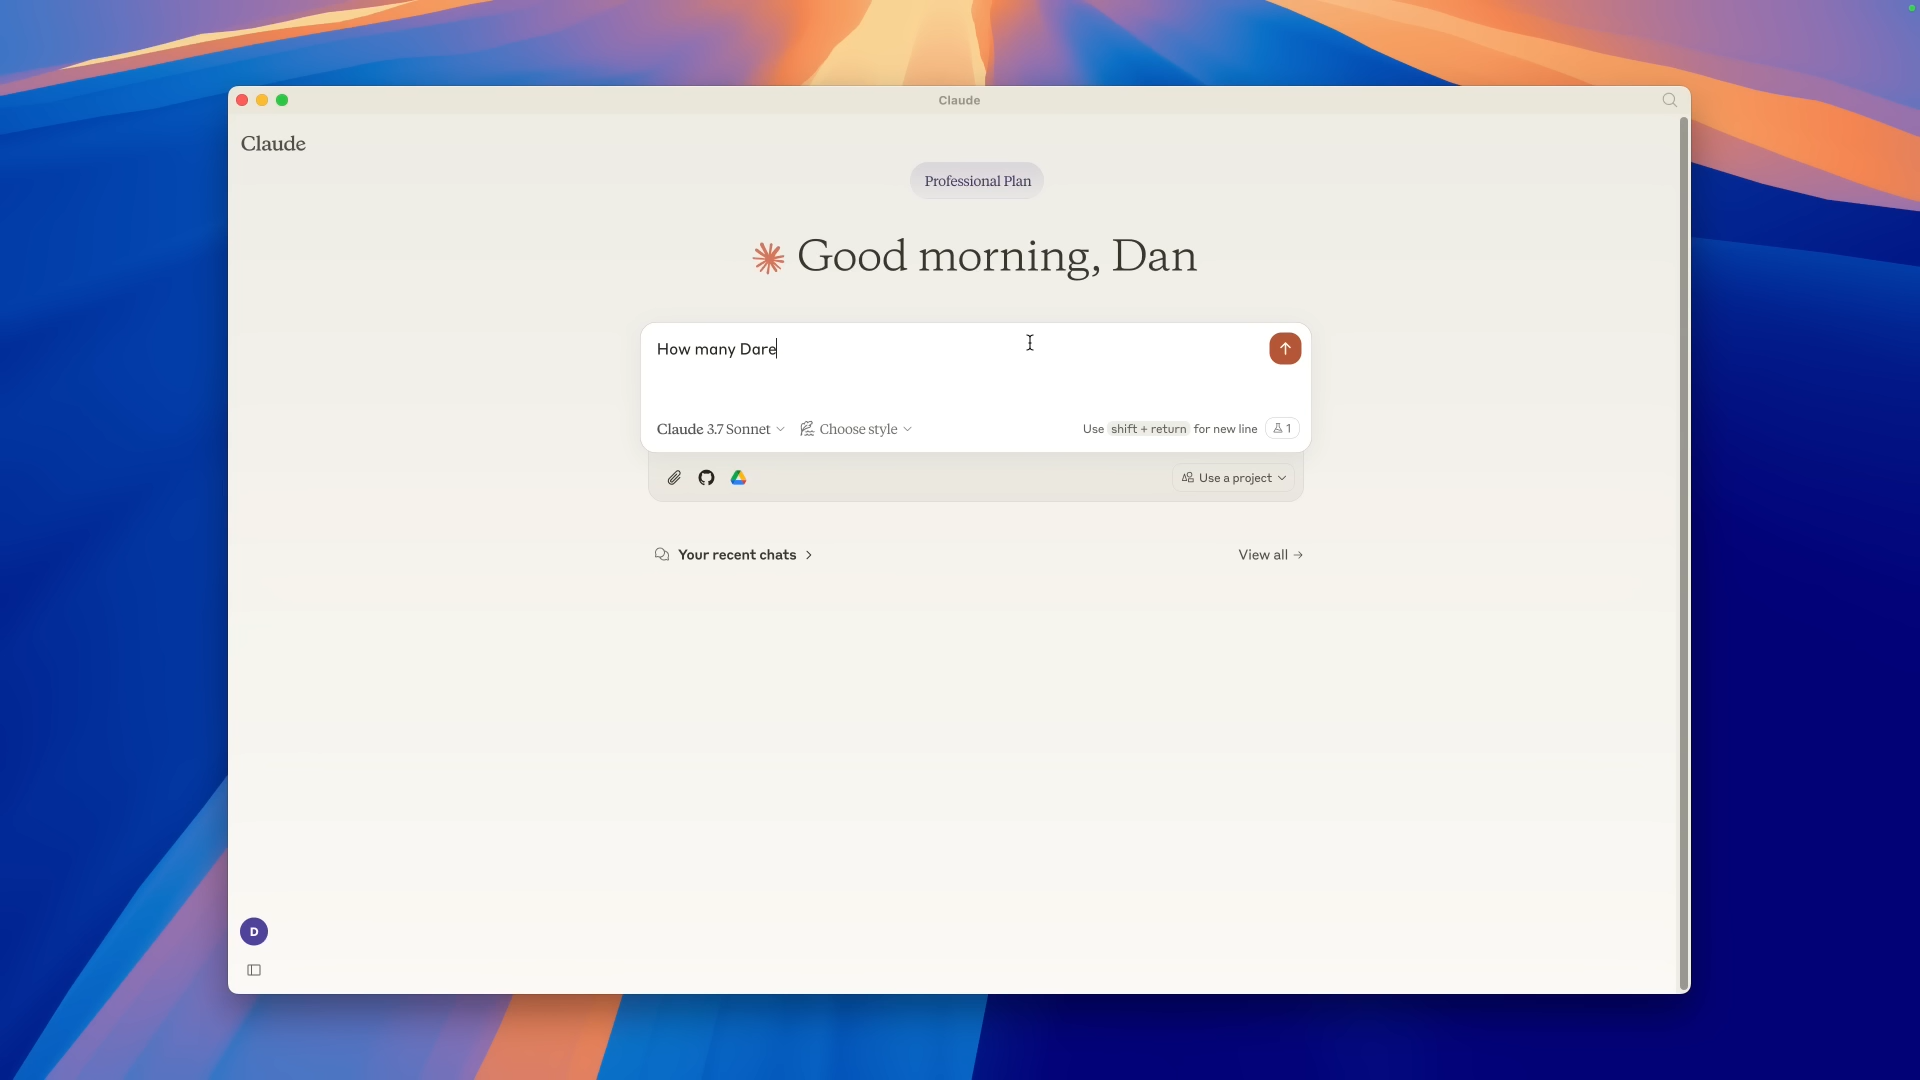 Claude
Claude
Professional Plan
Good morning, Dan
How many Dare
Claude 3.7 Sonnet Choose style Use shift + return for new line 1
Use a project
Your recent chats View all
D